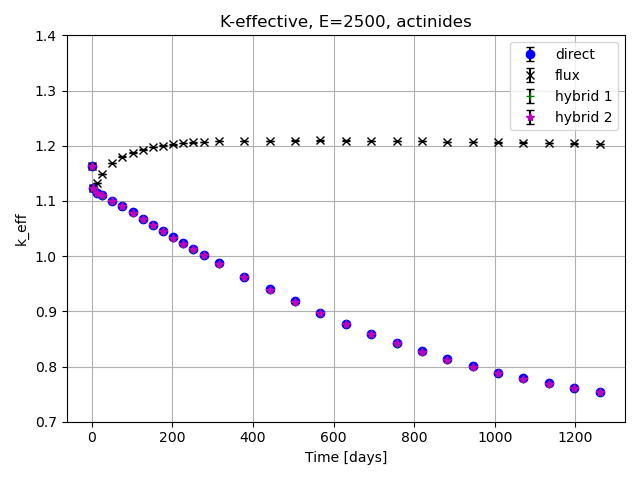 K-effective, E=2500, actinides
k_eff
1.4
1.3
1.2
1.1
1.0
0.9
0.8
0.7
direct
flux
hybrid 1
hybrid 2
0
200
400
600
800
1000
1200
Time [days]